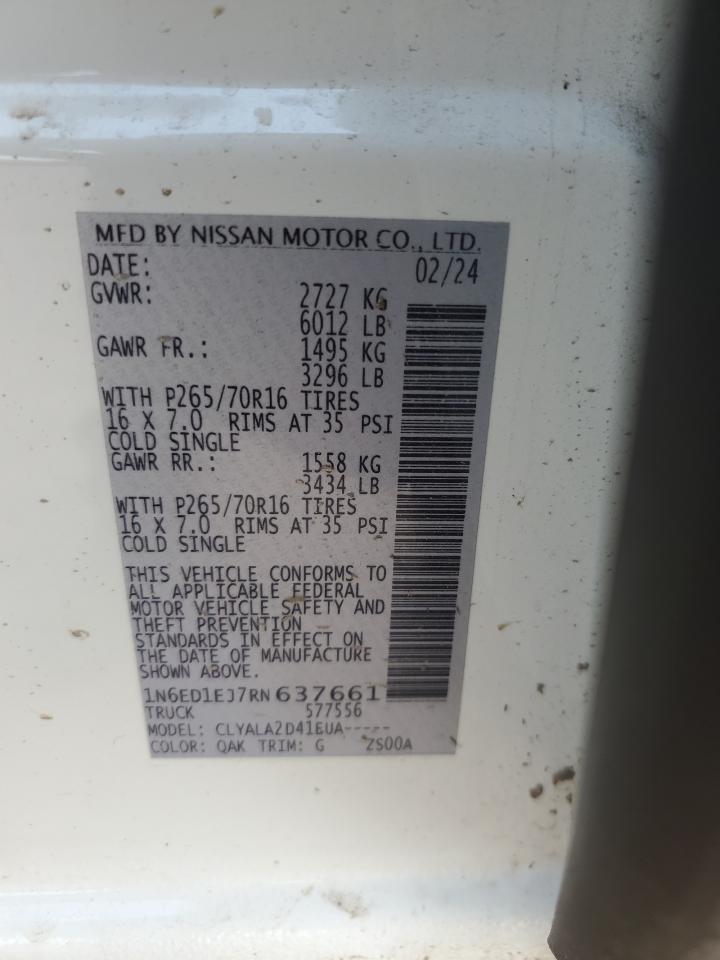 MFD BY NISSAN MOTOR CO., LTD.
DATE: 02/24
GVWR: 2727 KG
6012 LB
GAWR FR.: 1495 KG
3296 LB
WITH P265/70R16 TIRES
16 X 7.0 RIMS AT 35 PSI
COLD SINGLE
GAWR RR.: 1558 KG
3434 LB
WITH P265/70R16 TIRES
16 X 7.0 RIMS AT 35 PSI
COLD SINGLE
THIS VEHICLE CONFORMS TO
ALL APPLICABLE FEDERAL
MOTOR VEHICLE SAFETY AND
THEFT PREVENTION
STANDARDS IN EFFECT ON
THE DATE OF MANUFACTURE
SHOWN ABOVE.
1N6ED1EJ7RN637661
TRUCK 577556
MODEL: CLYALA2D41EUA-----
COLOR: QAK TRIM: G ZS00A